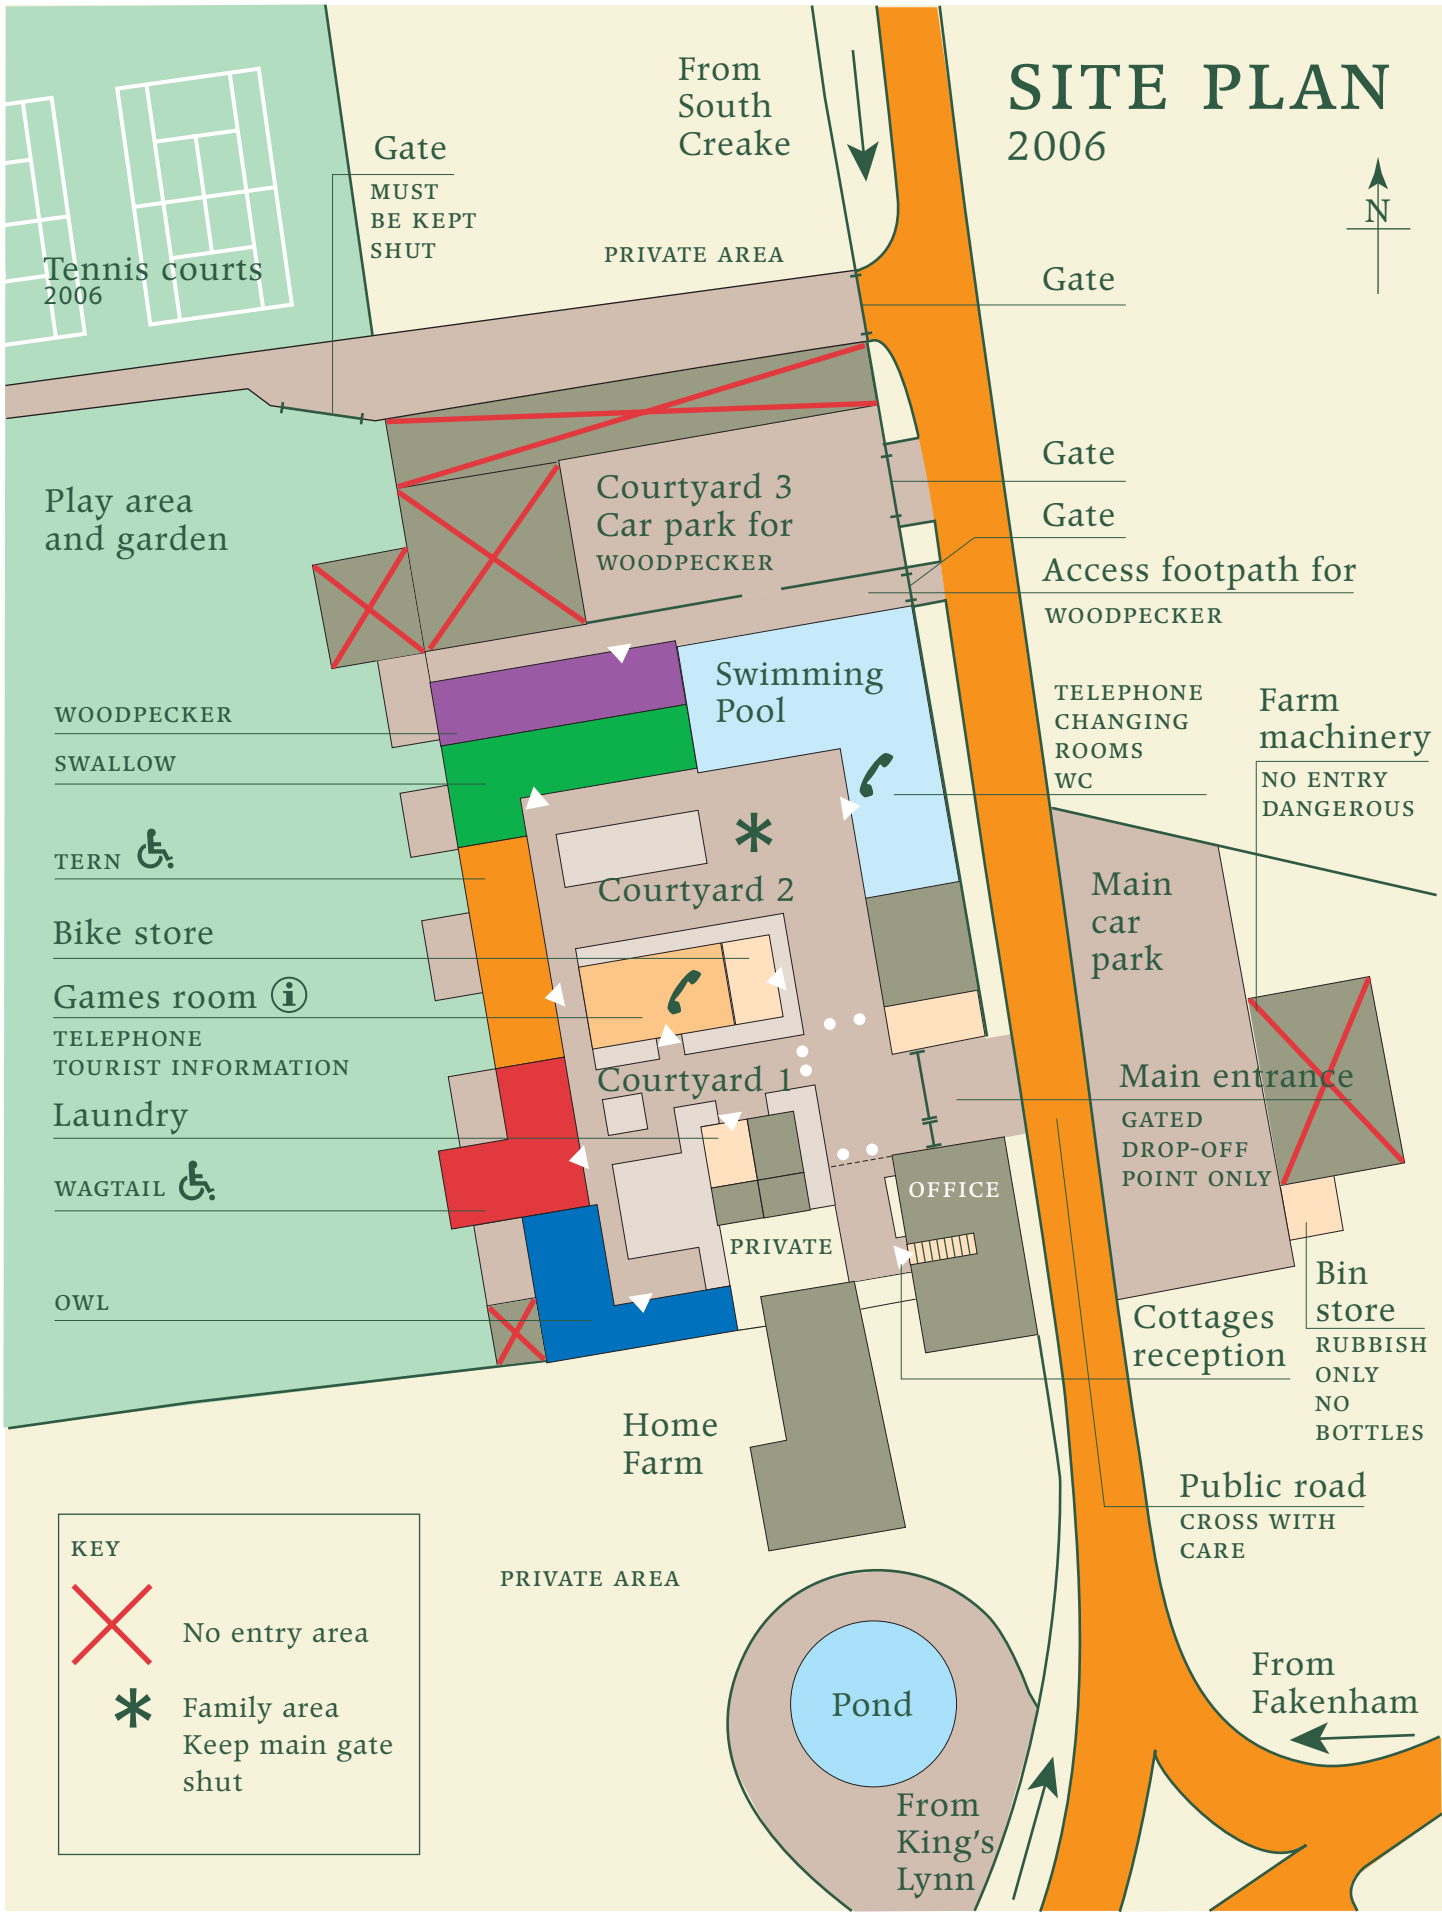 SITE PLAN
2006
N
From
South
Creake
Gate
MUST
BE KEPT
SHUT
PRIVATE AREA
Tennis courts
2006
Gate
Gate
Gate
Play area
and garden
Courtyard 3
Car park for
WOODPECKER
Access footpath for
WOODPECKER
Swimming
Pool
TELEPHONE
CHANGING
ROOMS
WC
Farm
machinery
NO ENTRY
DANGEROUS
WOODPECKER
SWALLOW
TERN
Bike store
Games room i
TELEPHONE
TOURIST INFORMATION
Laundry
WAGTAIL
OWL
*
Courtyard 2
Courtyard 1
Main
car
park
Main entrance
GATED
DROP-OFF
POINT ONLY
OFFICE
PRIVATE
Bin
store
RUBBISH
ONLY
NO
BOTTLES
Cottages
reception
Home
Farm
Public road
CROSS WITH
CARE
PRIVATE AREA
KEY
No entry area
* Family area
Keep main gate
shut
Pond
From
Fakenham
From
King's
Lynn